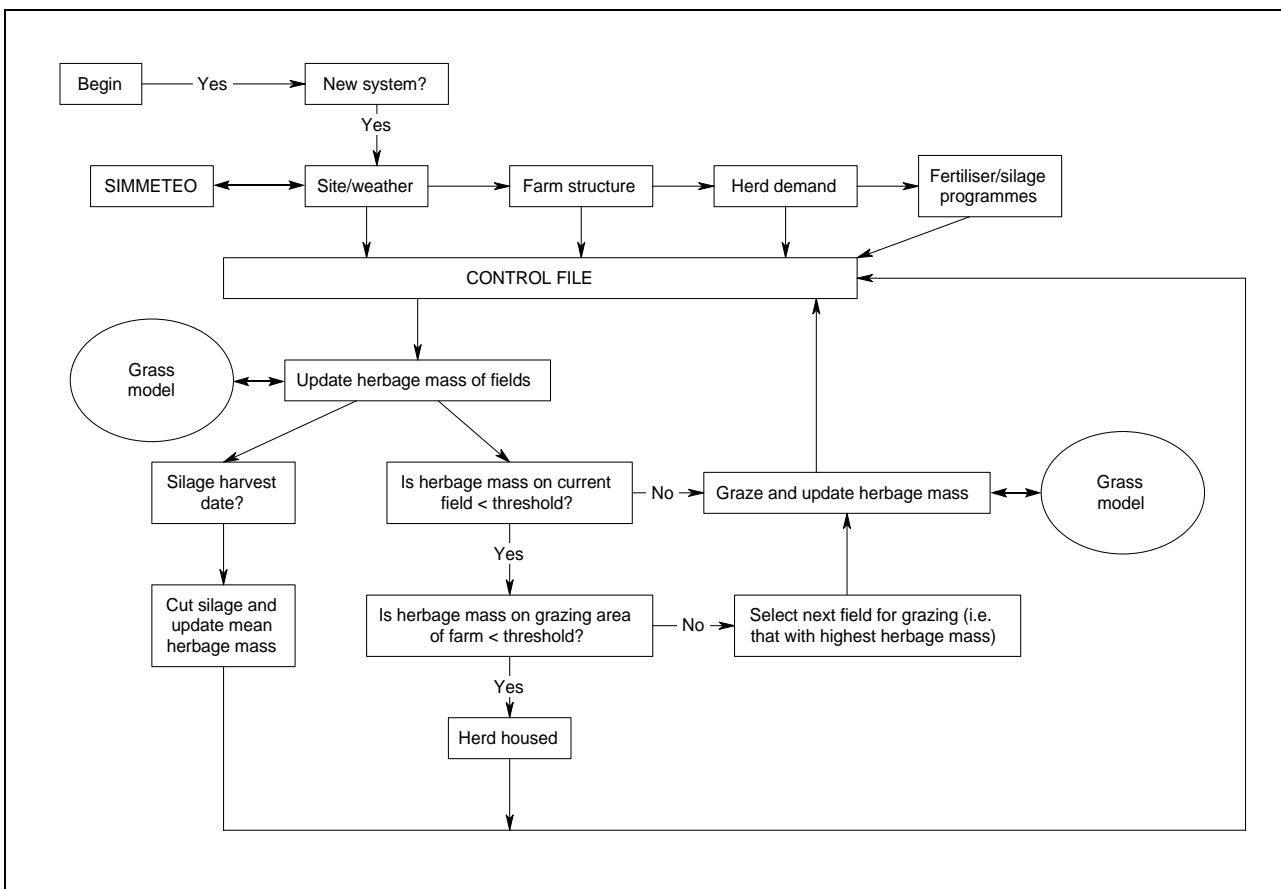 Begin
Yes
New system?
Yes
SIMMETEO
Site/weather
Farm structure
Herd demand
Fertiliser/silage
programmes
CONTROL FILE
Grass
model
Update herbage mass of fields
Silage harvest
date?
Is herbage mass on current
field < threshold?
No
Graze and update herbage mass
Grass
model
Yes
Cut silage and
update mean
herbage mass
Is herbage mass on grazing area
of farm < threshold?
No
Select next field for grazing (i.e.
that with highest herbage mass)
Yes
Herd housed